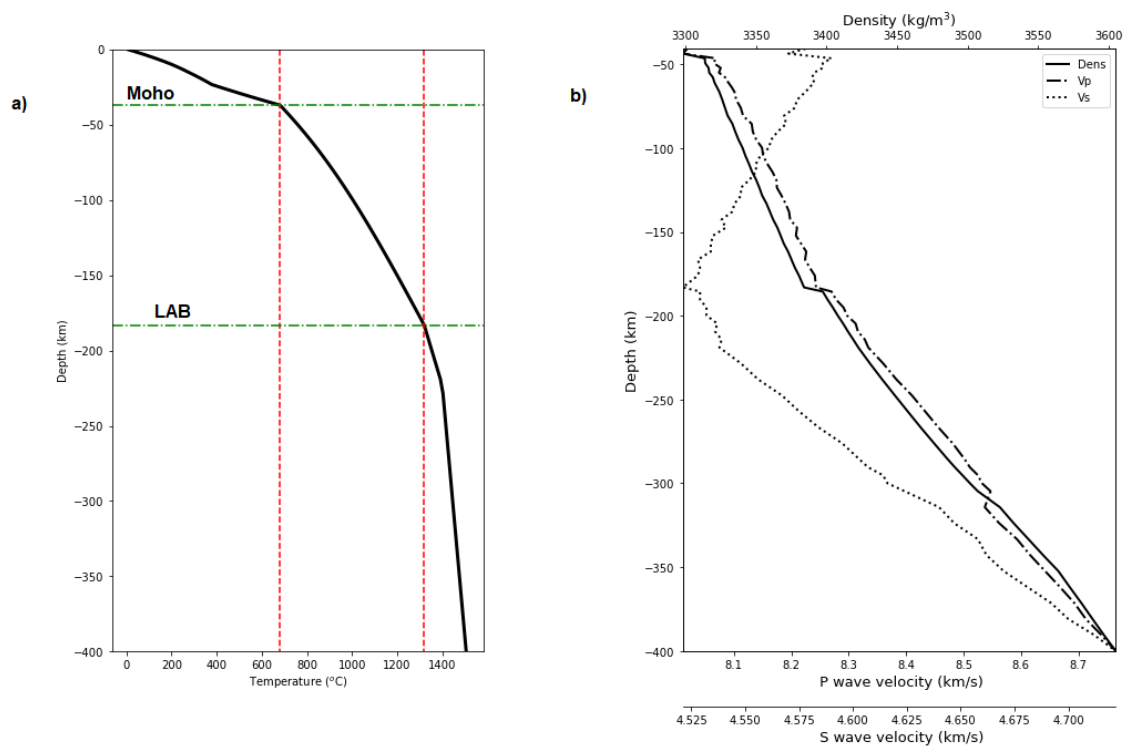 a)
Moho
LAB
0
−50
−100
−150
−200
−250
−300
−350
−400
Depth (km)
0 200 400 600 800 1000 1200 1400
Temperature (°C)
b)
Density (kg/m³)
3300 3350 3400 3450 3500 3550 3600
Dens
Vp
Vs
−50
−100
−150
−200
−250
−300
−350
−400
Depth (km)
8.1 8.2 8.3 8.4 8.5 8.6 8.7
P wave velocity (km/s)
4.525 4.550 4.575 4.600 4.625 4.650 4.675 4.700
S wave velocity (km/s)